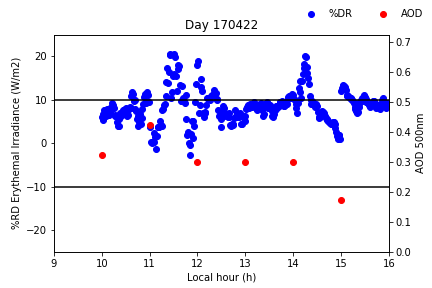 %DR AOD
Day 170422
%RD Erythemal Irradiance (W/m2)
20
10
0
−10
−20
0.7
0.6
0.5
0.4
0.3
0.2
0.1
0.0
AOD 500nm
9 10 11 12 13 14 15 16
Local hour (h)